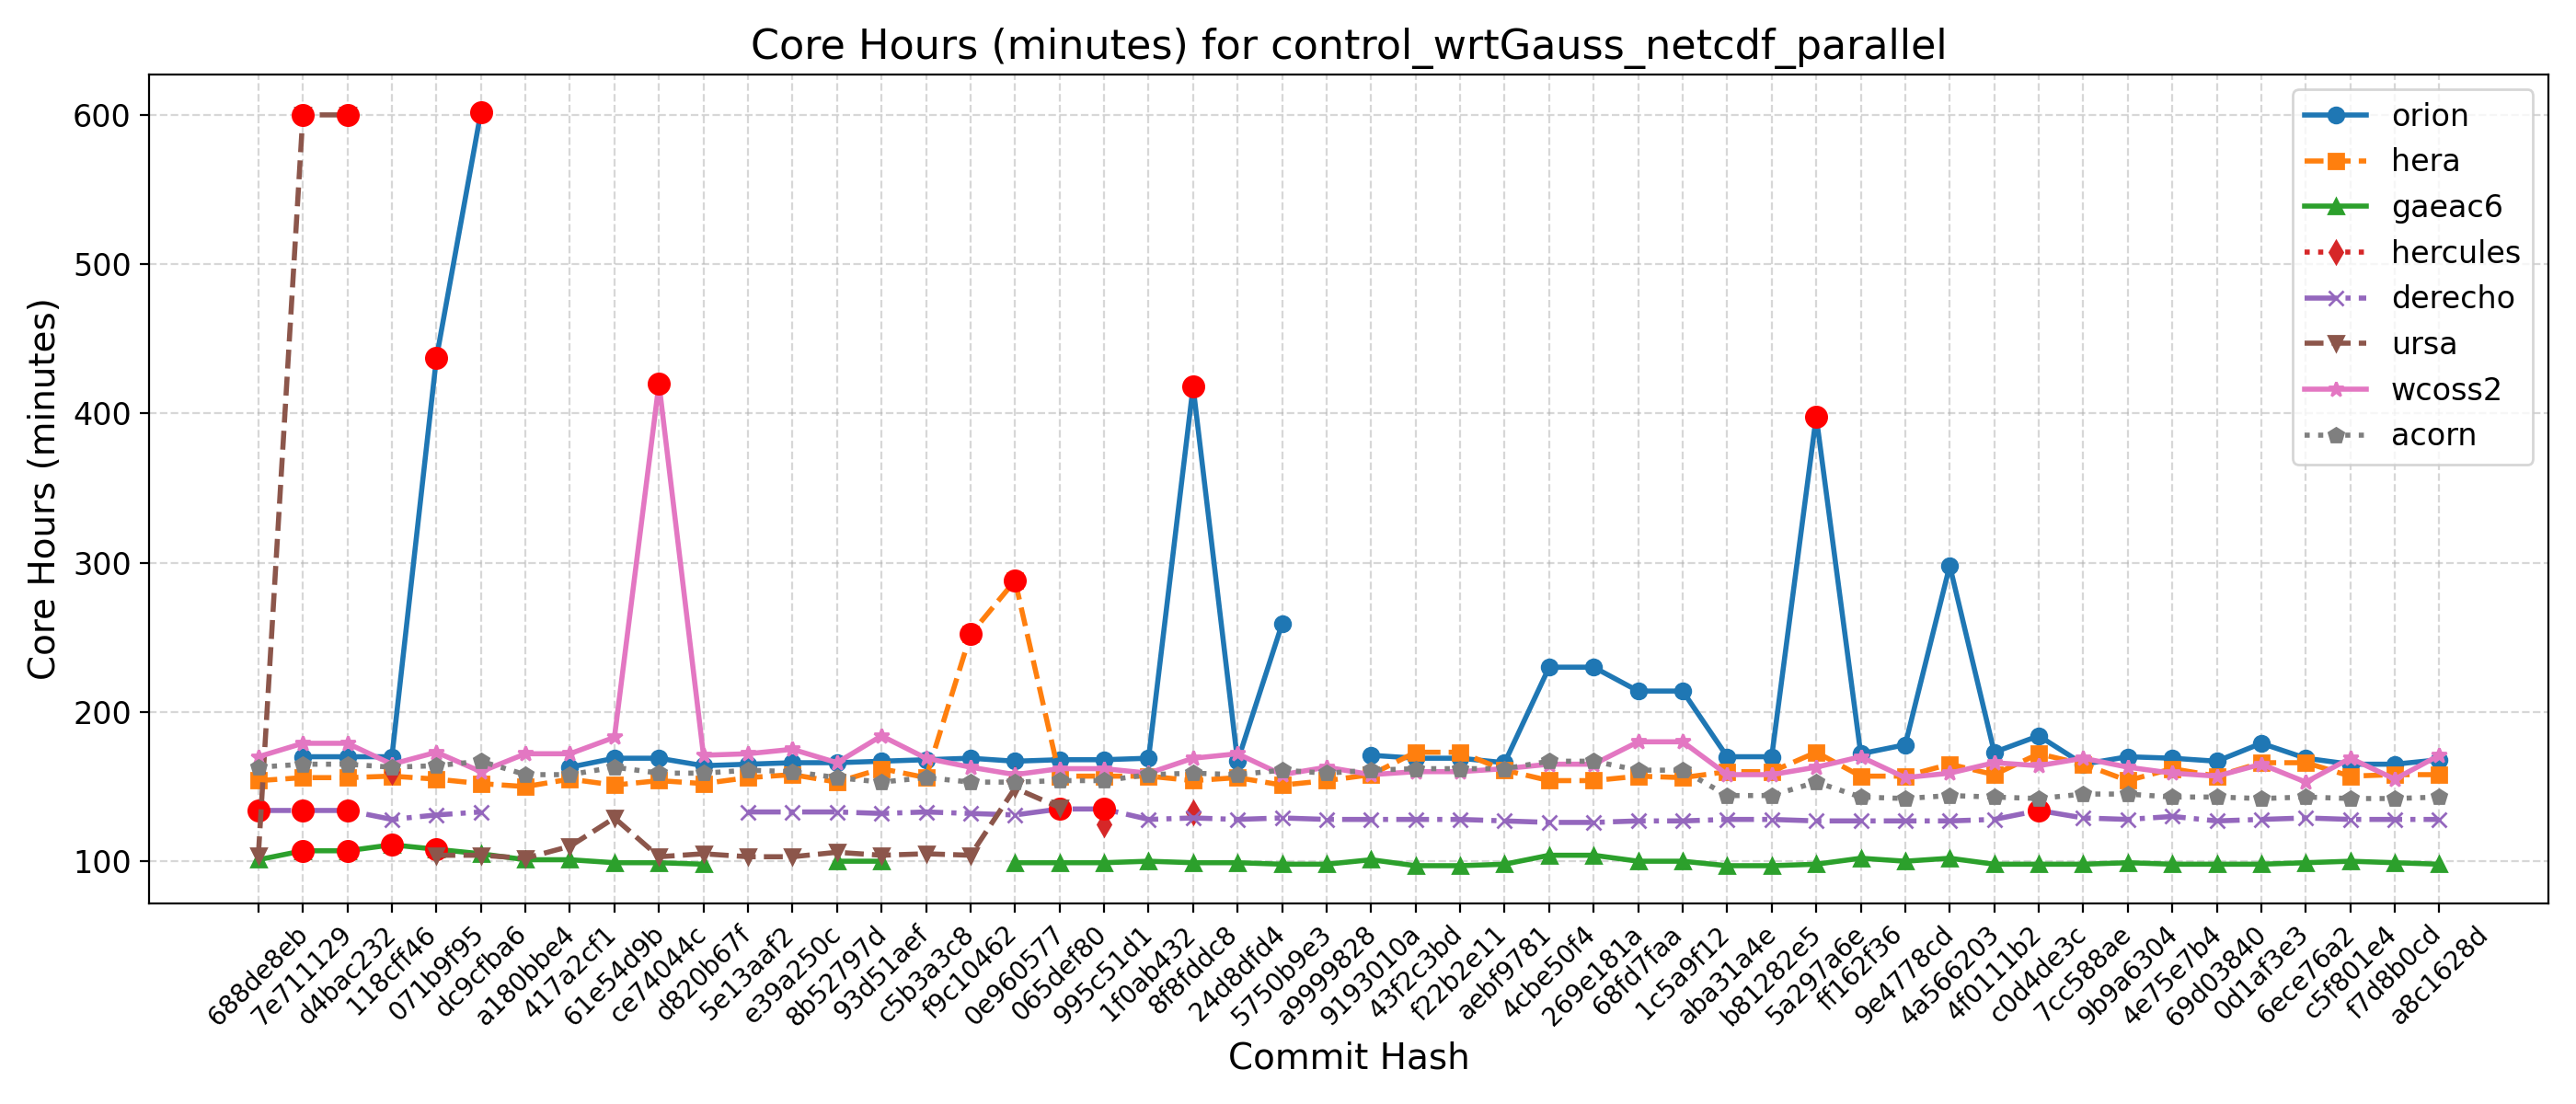 Core Hours (minutes) for control_wrtGauss_netcdf_parallel
Core Hours (minutes)
600
500
400
300
200
100
orion
hera
gaeac6
hercules
derecho
ursa
wcoss2
acorn
688de8eb
7e711129
d4bac232
118cff46
071b9f95
dc9cfba6
a180bbe4
417a2cf1
61e54d9b
ce74044c
d820b67f
5e13aaf2
e39a250c
8b52797d
93d51aef
c5b3a3c8
f9c10462
0e960577
065def80
995c51d1
1f0ab432
8f8fddc8
24d8dfd4
5750b9e3
a9999828
9193010a
43f2c3bd
f22b2e11
aebf9781
4cbe50f4
269e181a
68fd7faa
1c5a9f12
aba31a4e
b81282e5
5a297a6e
ff162f36
9e4778cd
4a566203
4f0111b2
c0d4de3c
7cc588ae
9b9a6304
4e75e7b4
69d03840
0d1af3e3
6ece76a2
c5f801e4
f7d8b0cd
a8c1628d
Commit Hash